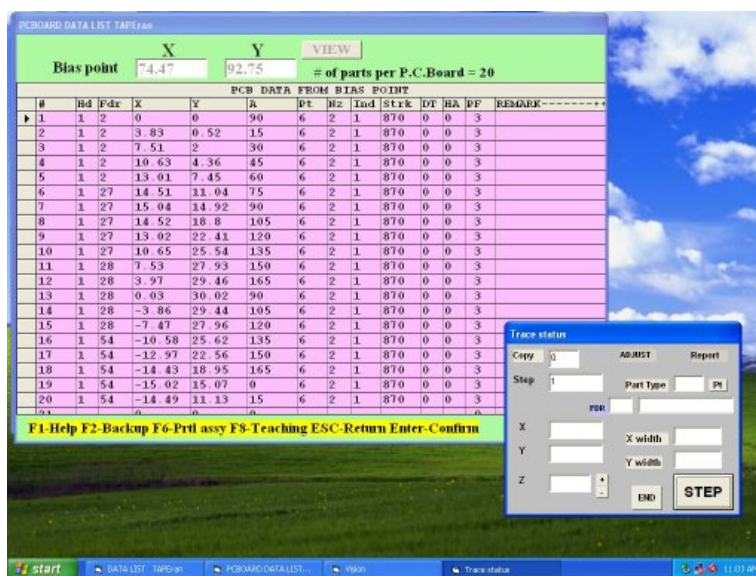 PCBOARD DATA LIST TAPEran
X Y VIEW
Bias point 74.47 92.75 # of parts per P.C.Board = 20
PCB DATA FROM BIAS POINT
# Hd Fdr X Y A Pt Nz Ind Strk DT HA PF REMARK-------++
1 1 2 0 0 90 6 2 1 870 0 0 3
2 1 2 3.83 0.52 15 6 2 1 870 0 0 3
3 1 2 7.51 2 30 6 2 1 870 0 0 3
4 1 2 10.63 4.36 45 6 2 1 870 0 0 3
5 1 2 13.01 7.45 60 6 2 1 870 0 0 3
6 1 27 14.51 11.04 75 6 2 1 870 0 0 3
7 1 27 15.04 14.92 90 6 2 1 870 0 0 3
8 1 27 14.52 18.8 105 6 2 1 870 0 0 3
9 1 27 13.02 22.41 120 6 2 1 870 0 0 3
10 1 27 10.65 25.54 135 6 2 1 870 0 0 3
11 1 28 7.53 27.93 150 6 2 1 870 0 0 3
12 1 28 3.97 29.46 165 6 2 1 870 0 0 3
13 1 28 0.03 30.02 90 6 2 1 870 0 0 3
14 1 28 -3.86 29.44 105 6 2 1 870 0 0 3
15 1 28 -7.47 27.96 120 6 2 1 870 0 0 3
16 1 54 -10.58 25.62 135 6 2 1 870 0 0 3
17 1 54 -12.97 22.56 150 6 2 1 870 0 0 3
18 1 54 -14.43 18.95 165 6 2 1 870 0 0 3
19 1 54 -15.02 15.07 0 6 2 1 870 0 0 3
20 1 54 -14.49 11.13 15 6 2 1 870 0 0 3
F1-Help F2-Backup F6-Prtl assy F8-Teaching ESC-Return Enter-Confirm
Trace status
Copy 0 ADJUST Report
Step 1 Part Type Pt
FDR
X X width
Y Y width
Z + -
END STEP
start DATA LIST TAPEran PCBOARD DATA LIST... Vision Trace status 11:03 AM